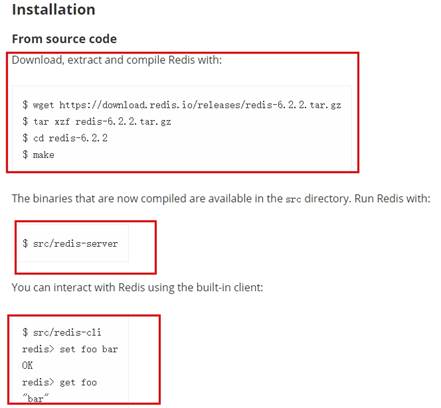 Installation
From source code
Download, extract and compile Redis with:
$ wget https://download.redis.io/releases/redis-6.2.2.tar.gz
$ tar xzf redis-6.2.2.tar.gz
$ cd redis-6.2.2
$ make
The binaries that are now compiled are available in the src directory. Run Redis with:
$ src/redis-server
You can interact with Redis using the built-in client:
$ src/redis-cli
redis> set foo bar
OK
redis> get foo
"bar"